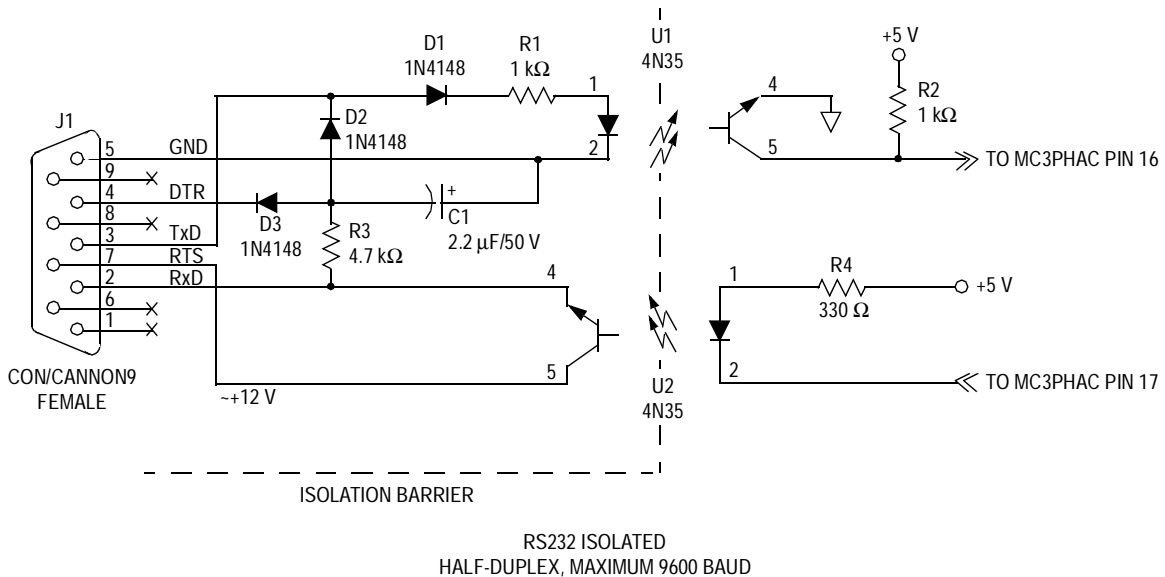 U1
4N35
+5 V
D1
1N4148
R1
1 kΩ
1
4
R2
1 kΩ
D2
1N4148
J1
5
GND
2
5
TO MC3PHAC PIN 16
9
4
DTR
+
C1
2.2 µF/50 V
8
D3
1N4148
R3
4.7 kΩ
3
TxD
7
RTS
2
RxD
4
1
R4
330 Ω
+5 V
6
1
5
2
TO MC3PHAC PIN 17
CON/CANNON9
FEMALE
~+12 V
U2
4N35
ISOLATION BARRIER
RS232 ISOLATED
HALF-DUPLEX, MAXIMUM 9600 BAUD